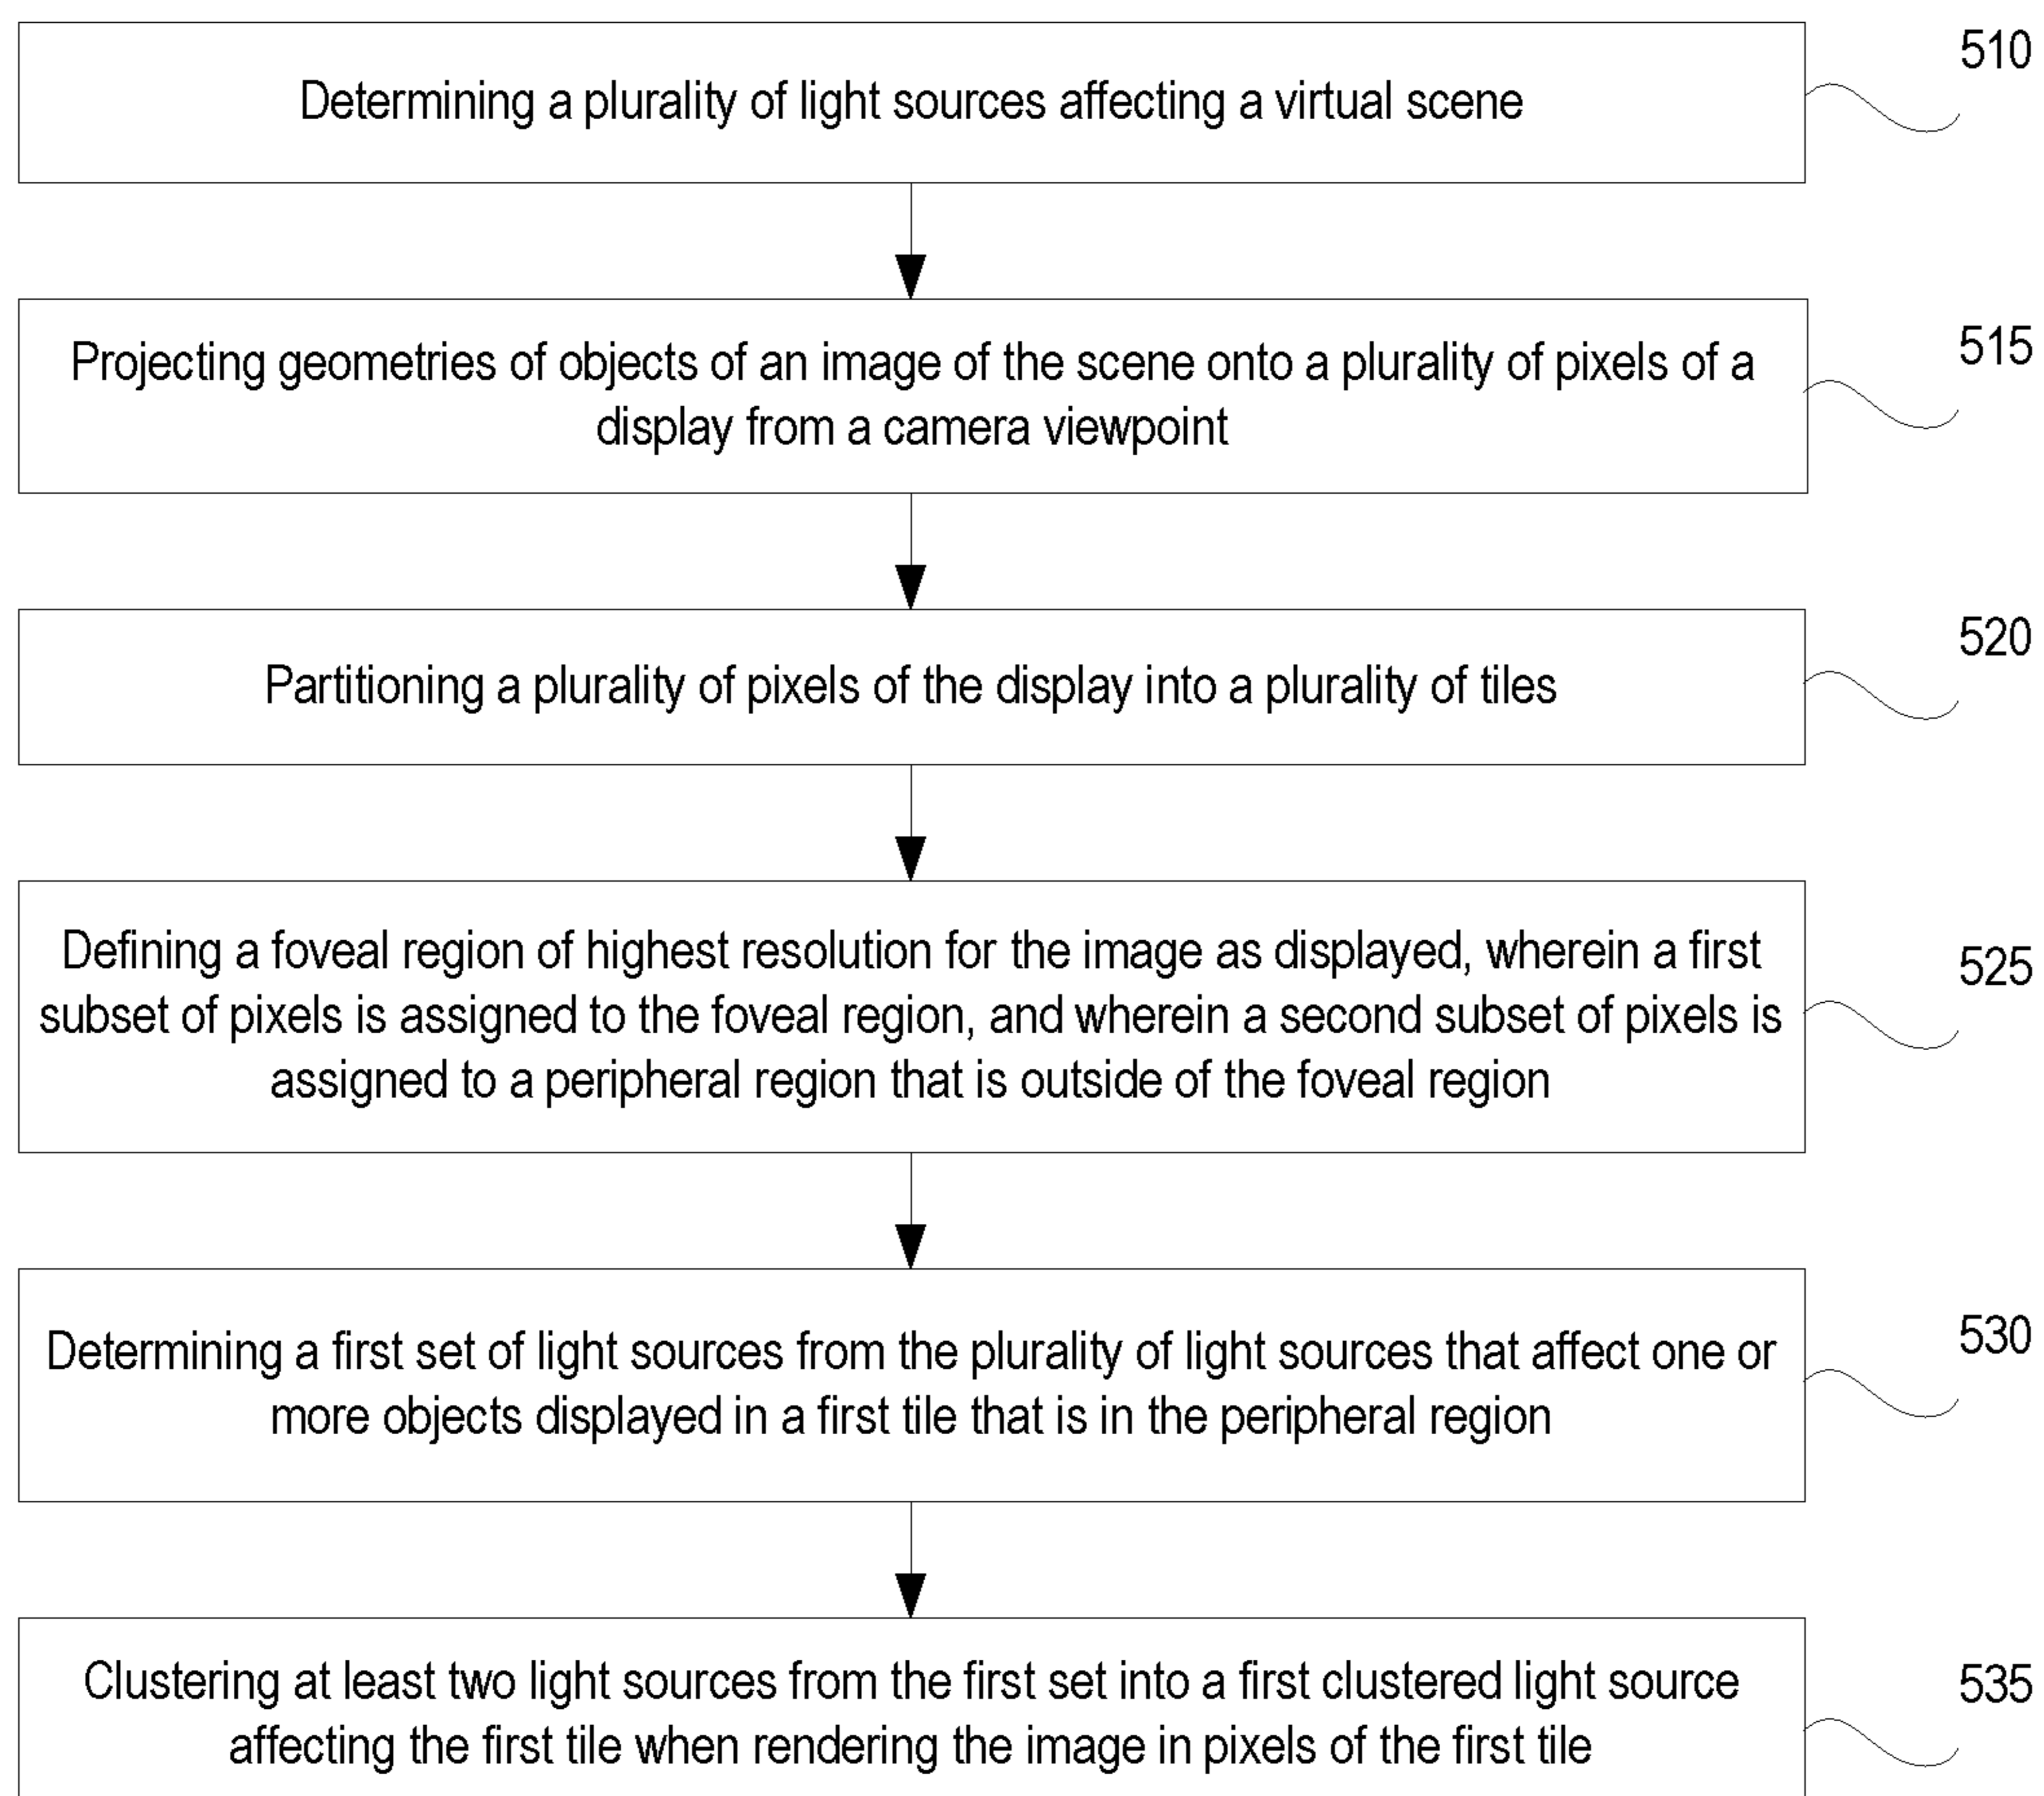 Determining a plurality of light sources affecting a virtual scene
510
Projecting geometries of objects of an image of the scene onto a plurality of pixels of a
display from a camera viewpoint
515
Partitioning a plurality of pixels of the display into a plurality of tiles
520
Defining a foveal region of highest resolution for the image as displayed, wherein a first
subset of pixels is assigned to the foveal region, and wherein a second subset of pixels is
assigned to a peripheral region that is outside of the foveal region
525
Determining a first set of light sources from the plurality of light sources that affect one or
more objects displayed in a first tile that is in the peripheral region
530
Clustering at least two light sources from the first set into a first clustered light source
affecting the first tile when rendering the image in pixels of the first tile
535